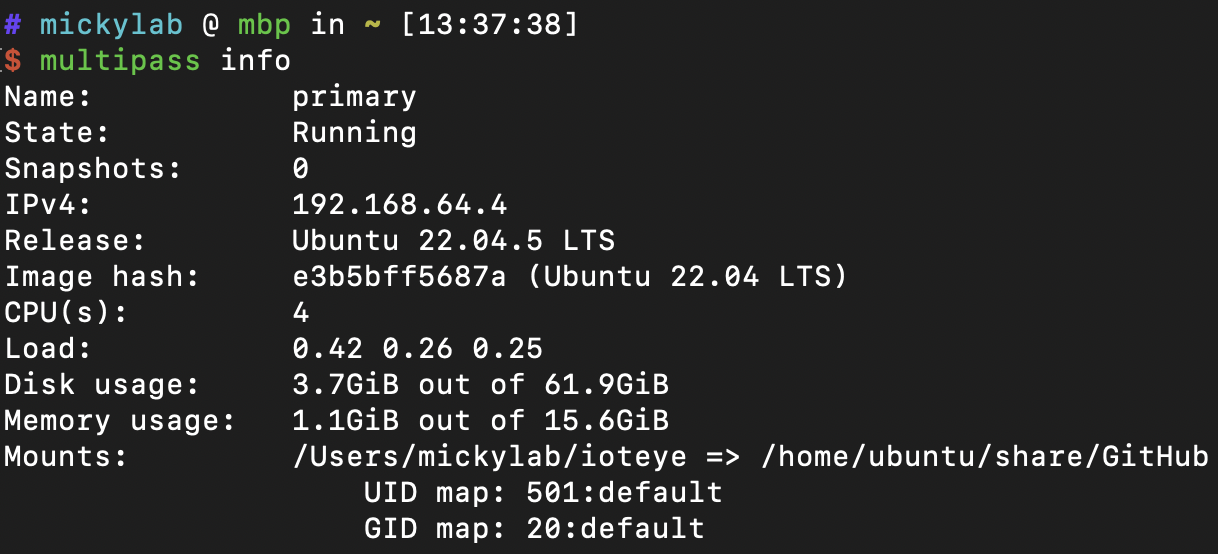 # mickylab @ mbp in ~ [13:37:38]
$ multipass info
Name:           primary
State:          Running
Snapshots:      0
IPv4:           192.168.64.4
Release:        Ubuntu 22.04.5 LTS
Image hash:     e3b5bff5687a (Ubuntu 22.04 LTS)
CPU(s):         4
Load:           0.42 0.26 0.25
Disk usage:     3.7GiB out of 61.9GiB
Memory usage:   1.1GiB out of 15.6GiB
Mounts:         /Users/mickylab/ioteye => /home/ubuntu/share/GitHub
                    UID map: 501:default
                    GID map: 20:default